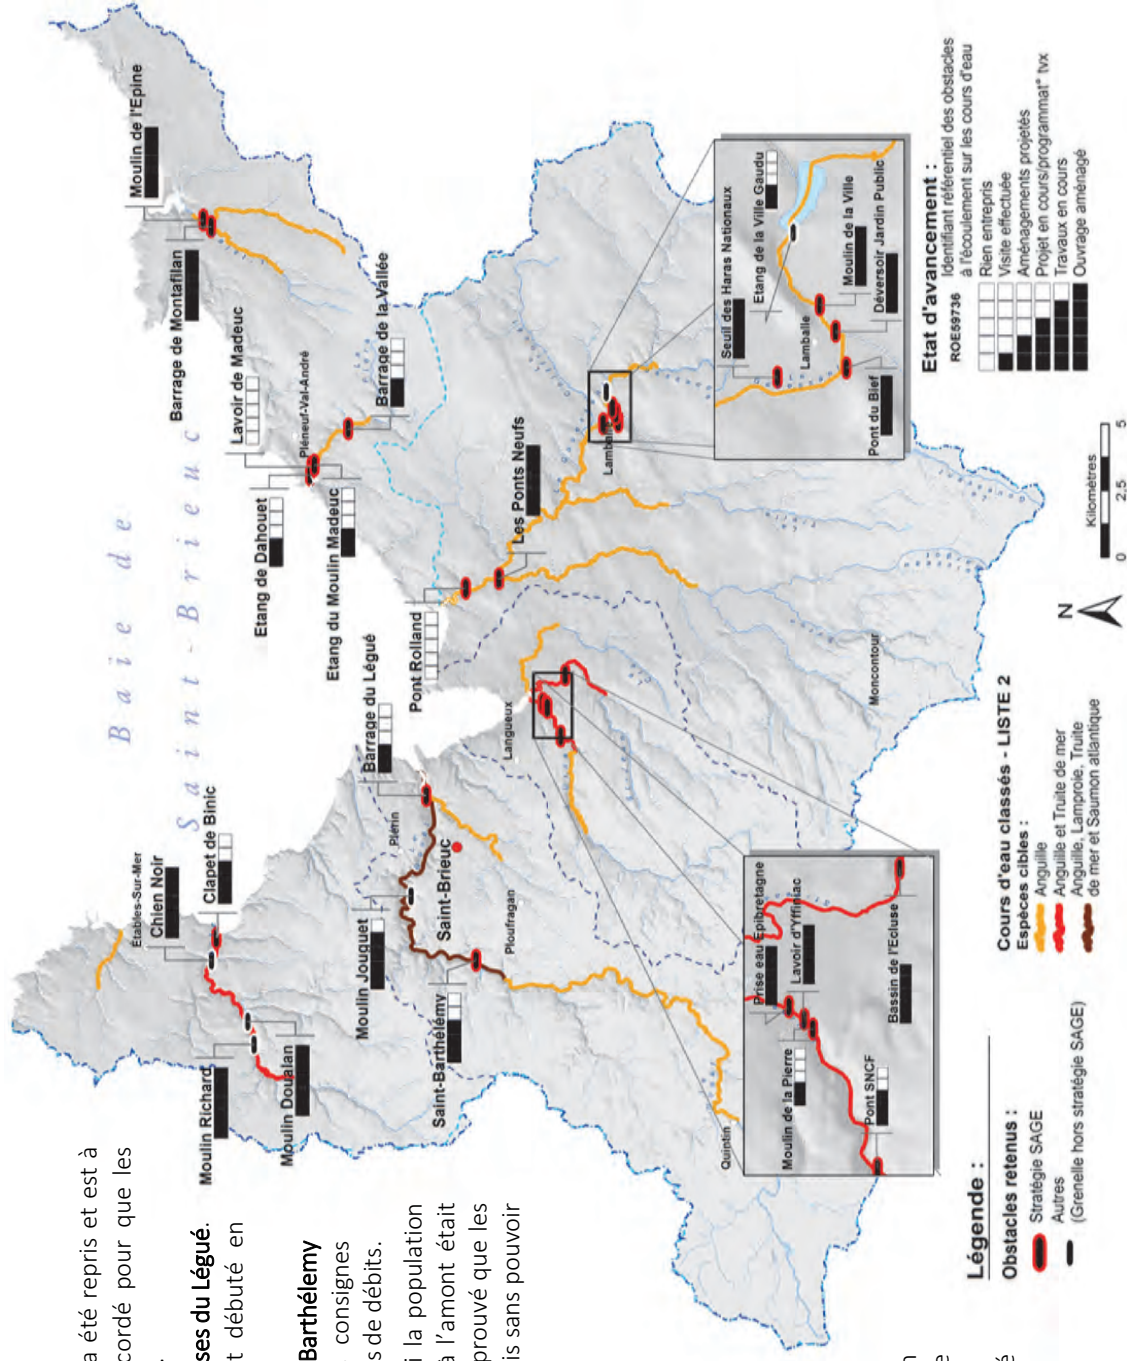 a été repris et est à
cordé pour que les
ses du Légué.
t débuté en
Barthélemy
consignes
s de débits.
i la population
à l'amont était
prouvé que les
is sans pouvoir
Baie de
Saint-Brieuc
Moulin de l'Epine
Barrage de Montafilan
Lavoir de Madeuc
Pléneuf-Val-André
Barrage de la Vallée
Etang de Dahouet
Etang du Moulin Madeuc
Les Ponts Neufs
Pont Rolland
Lamballe
Barrage du Légué
Langueux
Plérin
Saint-Brieuc
Ploufragan
Moulin Jouguet
Saint-Barthélémy
Etables-Sur-Mer
Chien Noir
Clapet de Binic
Moulin Richard
Moulin Doualan
Quintin
Moncontour
Seuil des Haras Nationaux
Etang de la Ville Gaudu
Moulin de la Ville
Déversoir Jardin Public
Lamballe
Pont du Bief
Prise eau Epibretagne
Lavoir d'Yffiniac
Bassin de l'Ecluse
Moulin de la Pierre
Pont SNCF
Etat d'avancement :
ROE59736
Identifiant référentiel des obstacles
à l'écoulement sur les cours d'eau
Rien entrepris
Visite effectuée
Aménagements projetés
Projet en cours/programmat° tvx
Travaux en cours
Ouvrage aménagé
Kilomètres
0 2,5 5
N
Légende :
Obstacles retenus :
Stratégie SAGE
Autres
(Grenelle hors stratégie SAGE)
Cours d'eau classés - LISTE 2
Espèces cibles :
Anguille
Anguille et Truite de mer
Anguille, Lamproie, Truite
de mer et Saumon atlantique